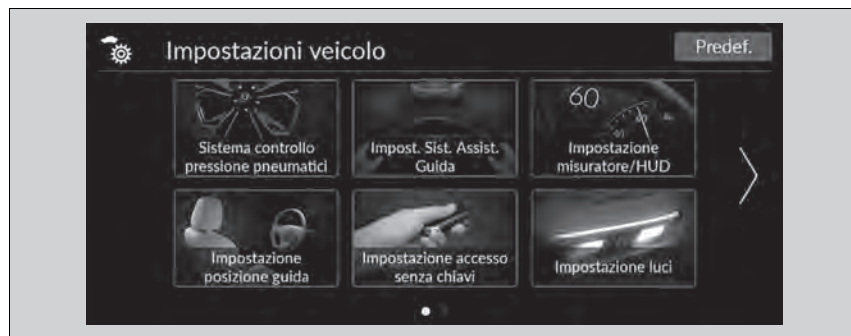 Impostazioni veicolo
Predef.
Sistema controllo
pressione pneumatici
Impost. Sist. Assist.
Guida
60
Impostazione
misuratore/HUD
Impostazione
posizione guida
Impostazione accesso
senza chiavi
Impostazione luci